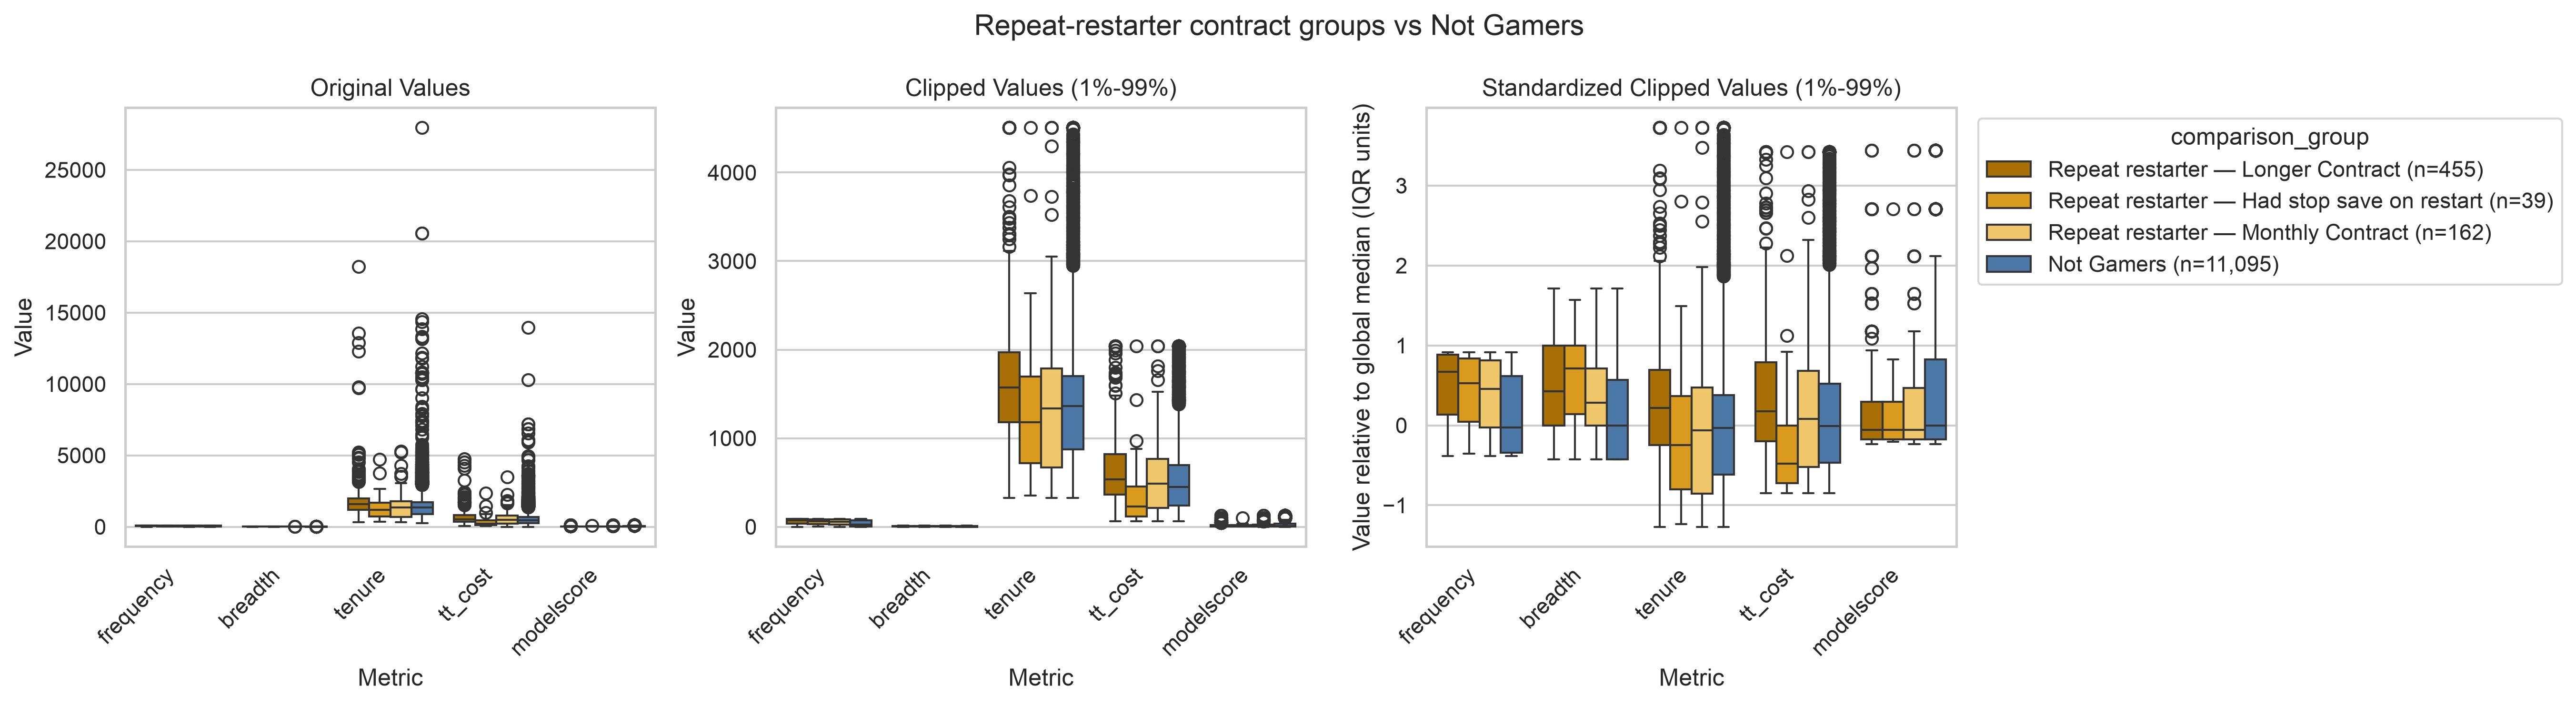 Repeat-restarter contract groups vs Not Gamers
Original Values
Value
25000
20000
15000
10000
5000
0
frequency
breadth
tenure
tt_cost
modelscore
Metric
Clipped Values (1%-99%)
Value
4000
3000
2000
1000
0
frequency
breadth
tenure
tt_cost
modelscore
Metric
Standardized Clipped Values (1%-99%)
Value relative to global median (IQR units)
3
2
1
0
−1
frequency
breadth
tenure
tt_cost
modelscore
Metric
comparison_group
Repeat restarter — Longer Contract (n=455)
Repeat restarter — Had stop save on restart (n=39)
Repeat restarter — Monthly Contract (n=162)
Not Gamers (n=11,095)